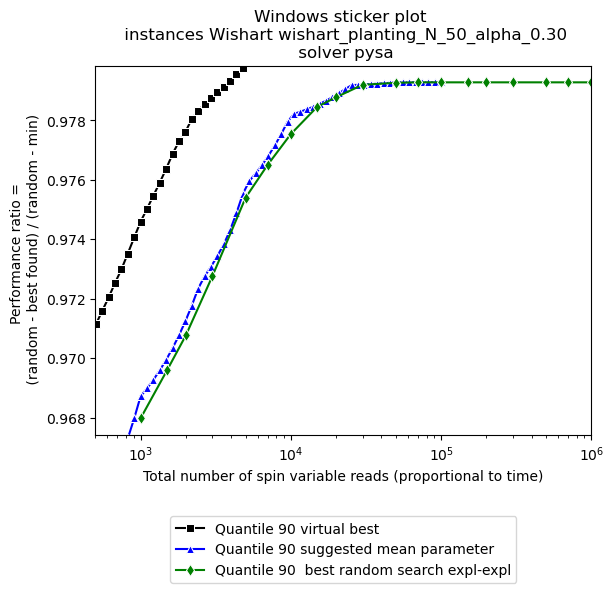 Windows sticker plot
instances Wishart wishart_planting_N_50_alpha_0.30
solver pysa
Performance ratio =
(random - best found) / (random - min)
0.978
0.976
0.974
0.972
0.970
0.968
10³ 10⁴ 10⁵ 10⁶
Total number of spin variable reads (proportional to time)
Quantile 90 virtual best
Quantile 90 suggested mean parameter
Quantile 90 best random search expl-expl